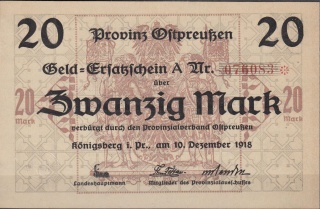 20 Provinz Ostpreußen 20
Geld=Ersatzschein A Nr. 076083 *
über
Zwanzig Mark
20 20
Mark Mark
verbürgt durch den Provinzialverband Ostpreußen
Königsberg i. Pr., am 10. Dezember 1918
Landeshauptmann Mitglieder des Provinzialausschusses